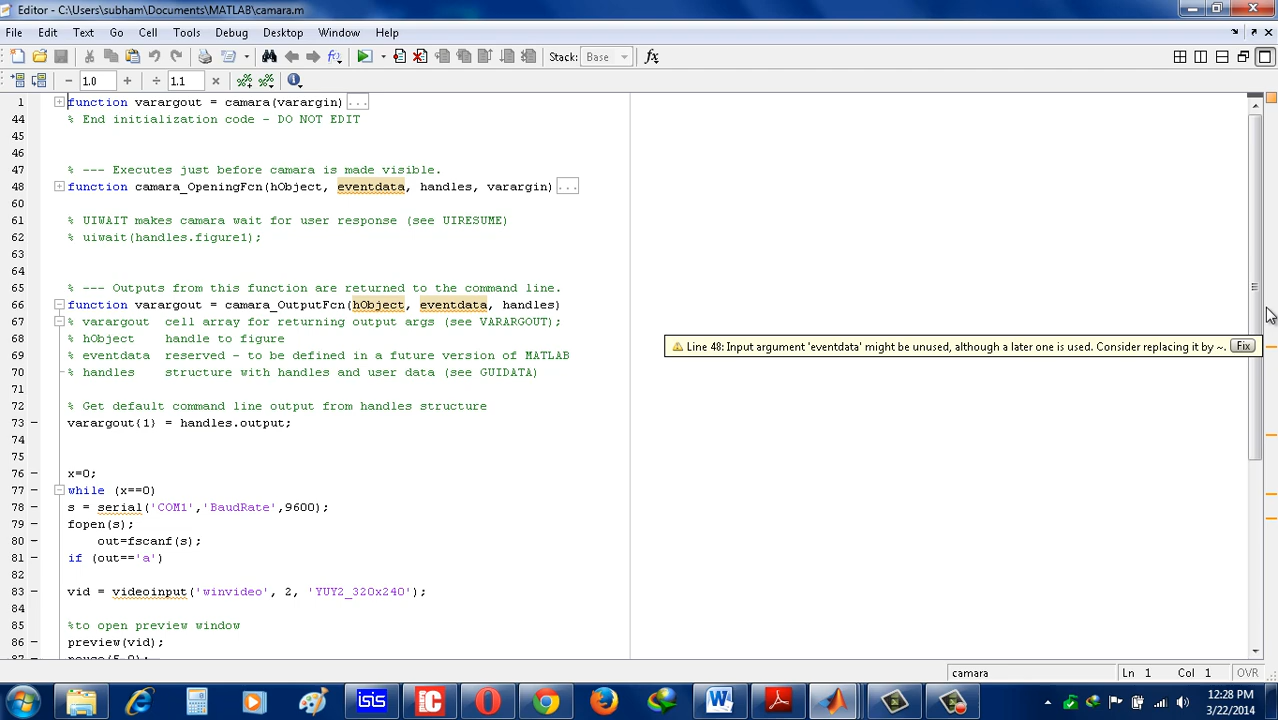 Editor - C:\Users\subham\Documents\MATLAB\camara.m
File Edit Text Go Cell Tools Debug Desktop Window Help
Stack: Base fx
- 1.0 + ÷ 1.1 ×
1 function varargout = camara(varargin) ...
44 % End initialization code - DO NOT EDIT
45
46
47 % --- Executes just before camara is made visible.
48 function camara_OpeningFcn(hObject, eventdata, handles, varargin) ...
60
61 % UIWAIT makes camara wait for user response (see UIRESUME)
62 % uiwait(handles.figure1);
63
64
65 % --- Outputs from this function are returned to the command line.
66 function varargout = camara_OutputFcn(hObject, eventdata, handles)
67 % varargout  cell array for returning output args (see VARARGOUT);
68 % hObject    handle to figure
Line 48: Input argument 'eventdata' might be unused, although a later one is used. Consider replacing it by ~. Fix
69 % eventdata  reserved - to be defined in a future version of MATLAB
70 % handles    structure with handles and user data (see GUIDATA)
71
72 % Get default command line output from handles structure
73 varargout{1} = handles.output;
74
75
76 x=0;
77 while (x==0)
78 s = serial('COM1','BaudRate',9600);
79 fopen(s);
80 out=fscanf(s);
81 if (out=='a')
82
83 vid = videoinput('winvideo', 2, 'YUY2_320x240');
84
85 %to open preview window
86 preview(vid);
camara Ln 1 Col 1 OVR
isis
12:28 PM
3/22/2014